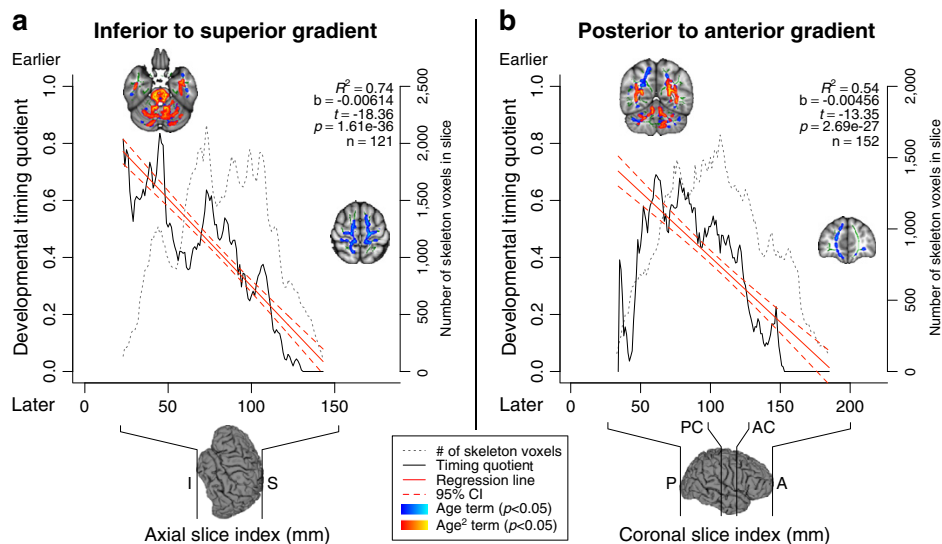 a
Inferior to superior gradient
Earlier
Developmental timing quotient
1.0
0.8
0.6
0.4
0.2
0.0
Later
R² = 0.74
b = -0.00614
t = -18.36
p = 1.61e-36
n = 121
2,500
2,000
1,500
1,000
500
0
Number of skeleton voxels in slice
0 50 100 150
I S
Axial slice index (mm)
b
Posterior to anterior gradient
Earlier
Developmental timing quotient
1.0
0.8
0.6
0.4
0.2
0.0
Later
R² = 0.54
b = -0.00456
t = -13.35
p = 2.69e-27
n = 152
2,000
1,500
1,000
500
0
Number of skeleton voxels in slice
0 50 100 150 200
PC AC
P A
Coronal slice index (mm)
# of skeleton voxels
Timing quotient
Regression line
95% CI
Age term (p<0.05)
Age² term (p<0.05)